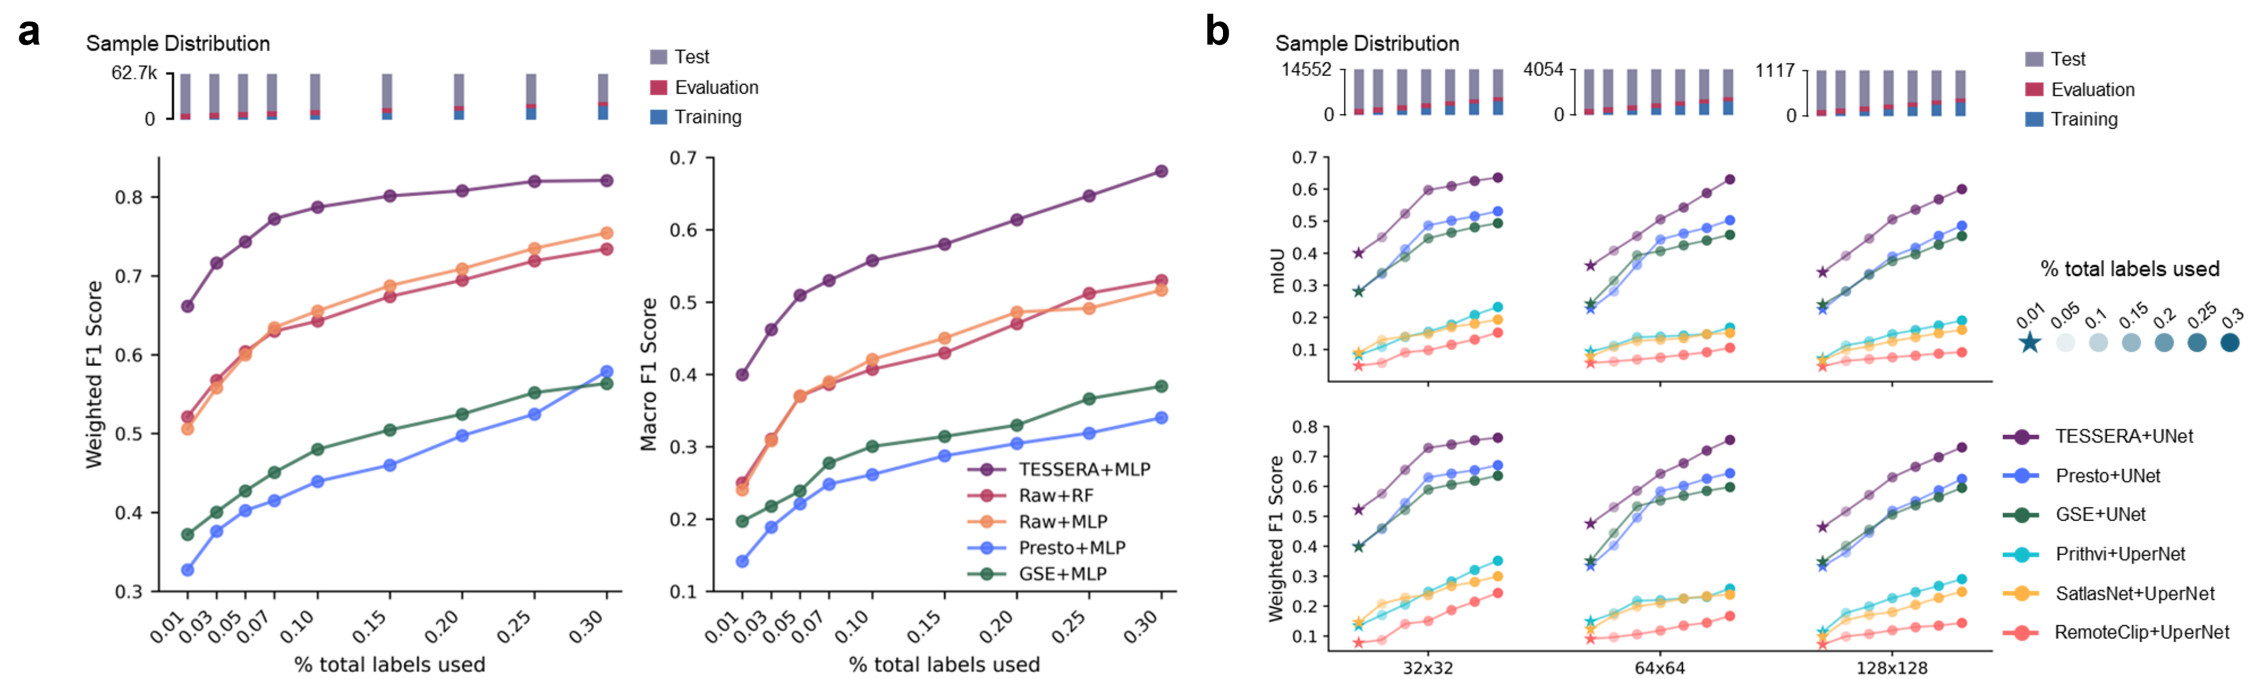 a
Sample Distribution
62.7k
0
Test
Evaluation
Training
Weighted F1 Score
0.8
0.7
0.6
0.5
0.4
0.3
0.01 0.03 0.05 0.07 0.10 0.15 0.20 0.25 0.30
% total labels used
Macro F1 Score
0.7
0.6
0.5
0.4
0.3
0.2
0.1
TESSERA+MLP
Raw+RF
Raw+MLP
Presto+MLP
GSE+MLP
0.01 0.03 0.05 0.07 0.10 0.15 0.20 0.25 0.30
% total labels used
b
Sample Distribution
14552
0
4054
0
1117
0
Test
Evaluation
Training
mIoU
0.7
0.6
0.5
0.4
0.3
0.2
0.1
% total labels used
0.01 0.05 0.1 0.15 0.2 0.25 0.3
Weighted F1 Score
0.8
0.7
0.6
0.5
0.4
0.3
0.2
0.1
32x32 64x64 128x128
TESSERA+UNet
Presto+UNet
GSE+UNet
Prithvi+UperNet
SatlasNet+UperNet
RemoteClip+UperNet